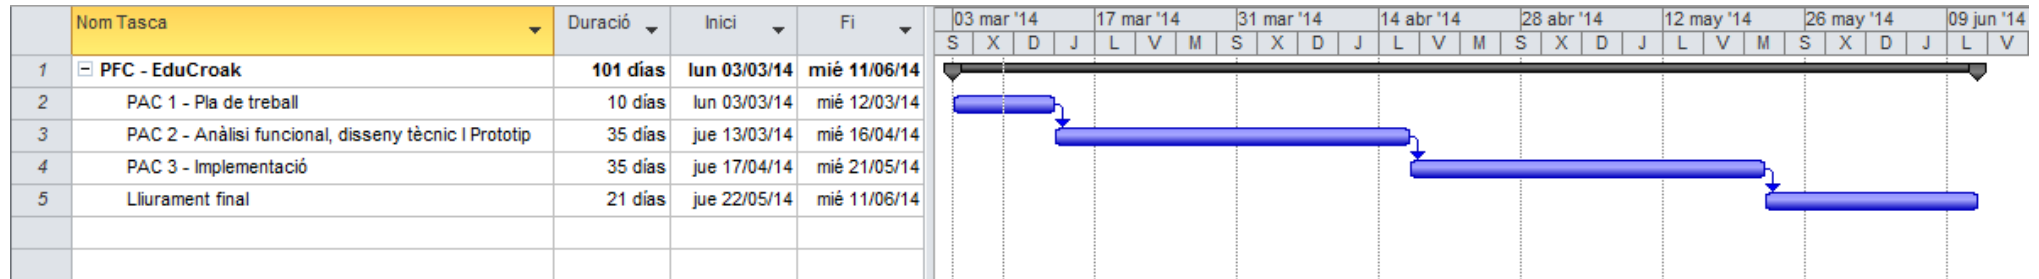 Nom Tasca Duració Inici Fi 03 mar '14 17 mar '14 31 mar '14 14 abr '14 28 abr '14 12 may '14 26 may '14 09 jun '14
S X D J L V M S X D J L V M S X D J L V M S X D J L V
1 PFC - EduCroak 101 días lun 03/03/14 mié 11/06/14
2 PAC 1 - Pla de treball 10 días lun 03/03/14 mié 12/03/14
3 PAC 2 - Anàlisi funcional, disseny tècnic I Prototip 35 días jue 13/03/14 mié 16/04/14
4 PAC 3 - Implementació 35 días jue 17/04/14 mié 21/05/14
5 Lliurament final 21 días jue 22/05/14 mié 11/06/14